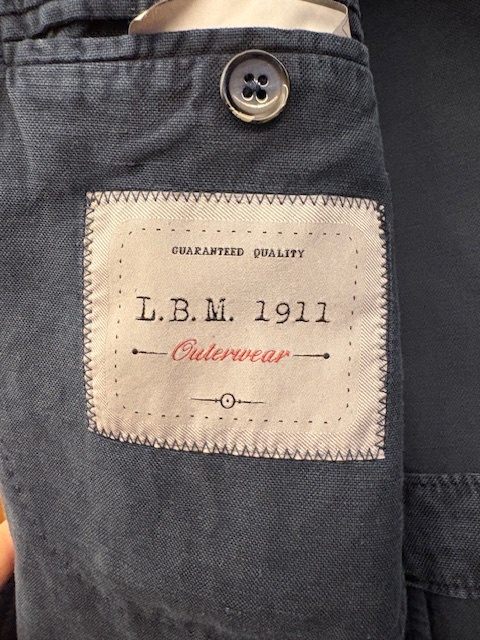 GUARANTEED QUALITY
L.B.M. 1911
Outerwear